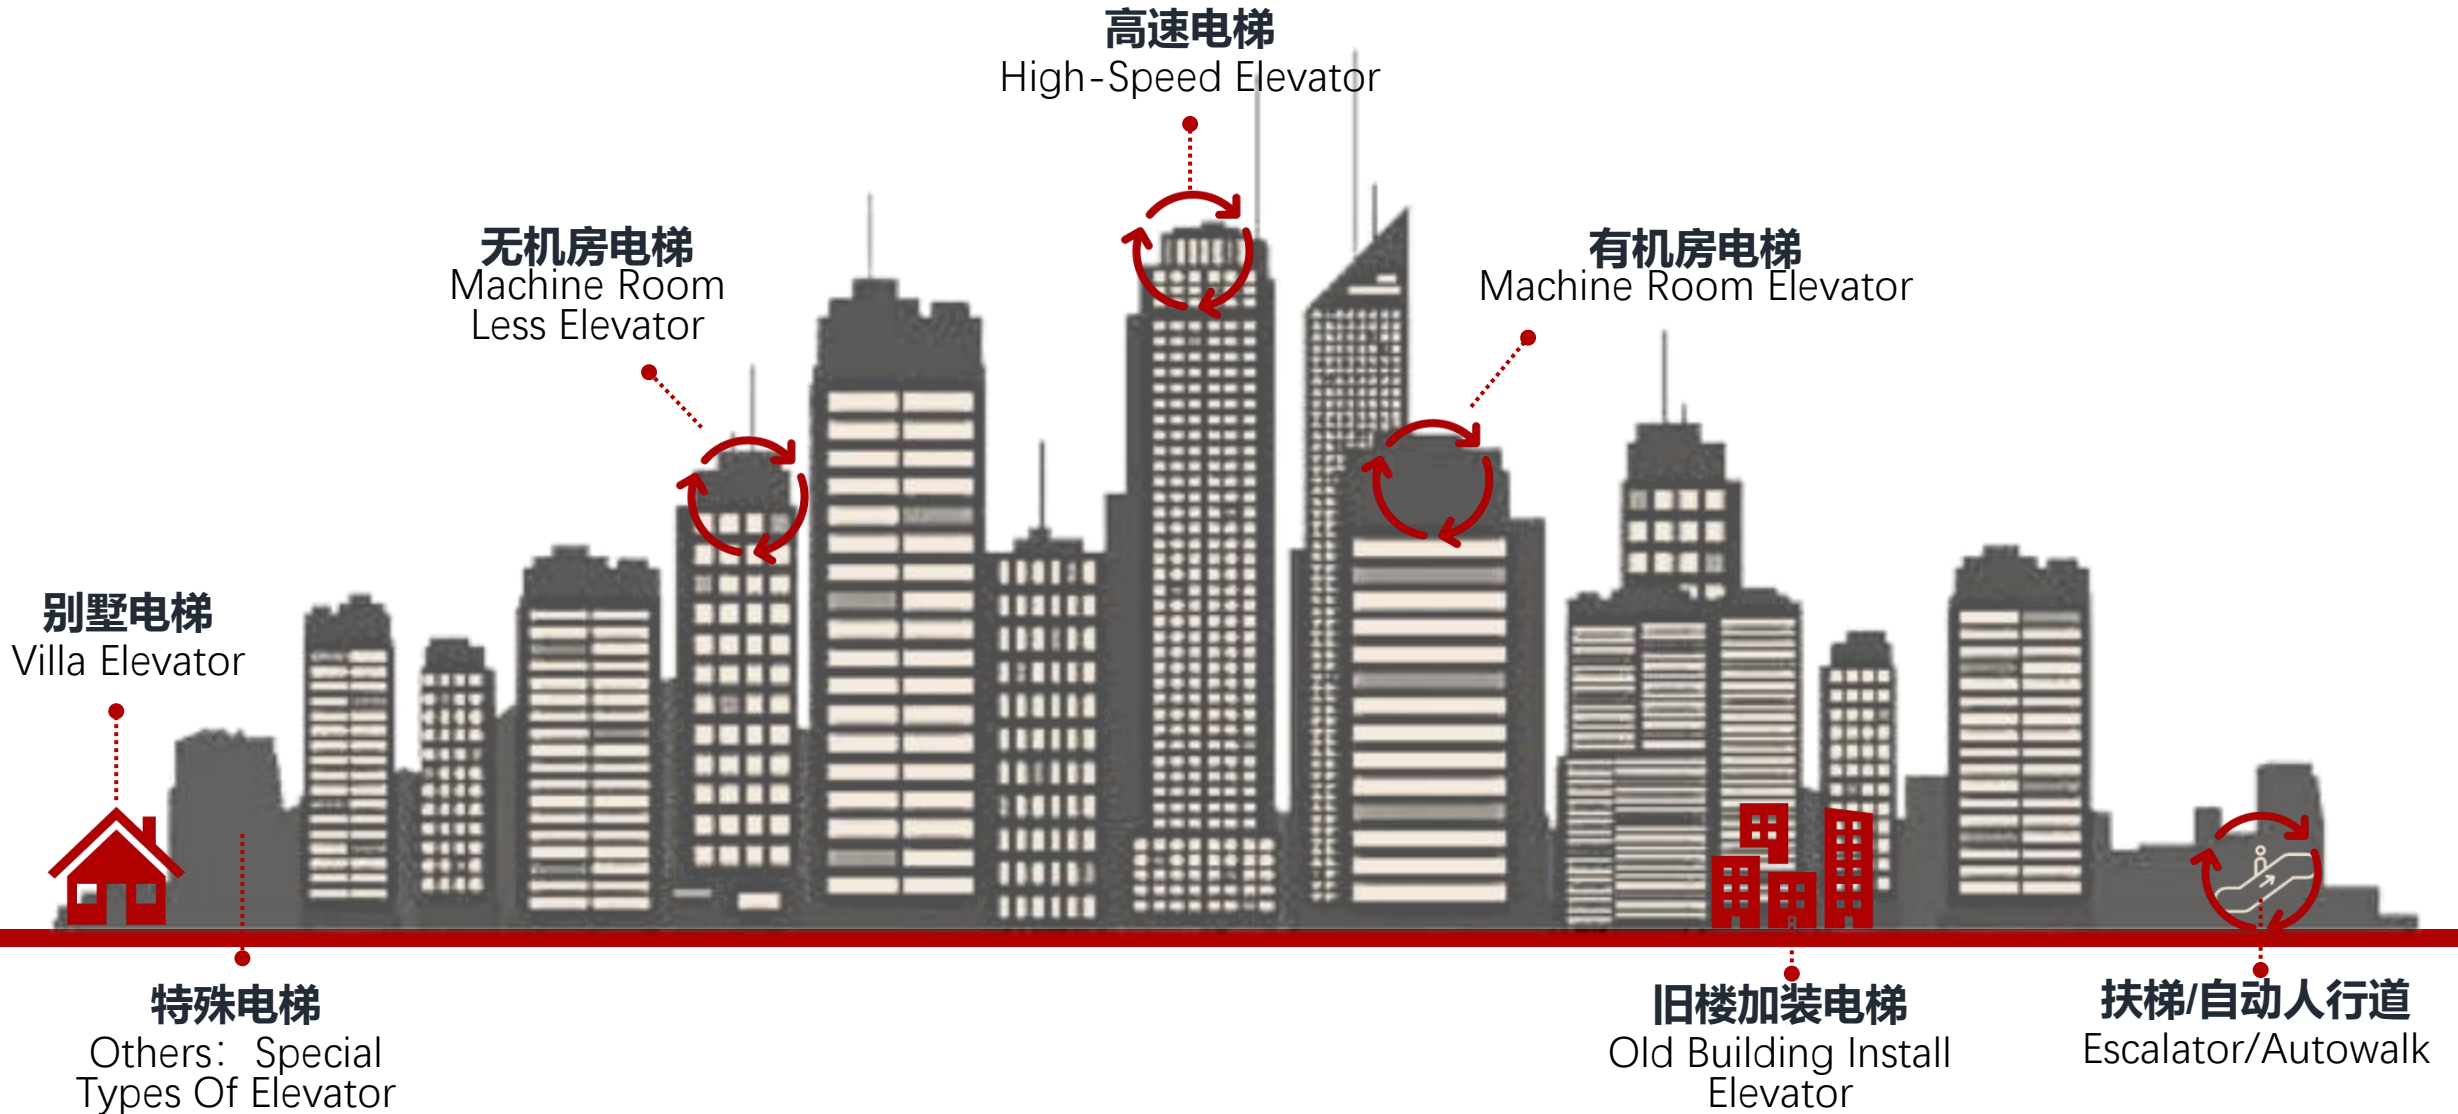 高速电梯
High-Speed Elevator
无机房电梯
Machine Room
Less Elevator
有机房电梯
Machine Room Elevator
别墅电梯
Villa Elevator
特殊电梯
Others：Special
Types Of Elevator
旧楼加装电梯
Old Building Install
Elevator
扶梯/自动人行道
Escalator/Autowalk